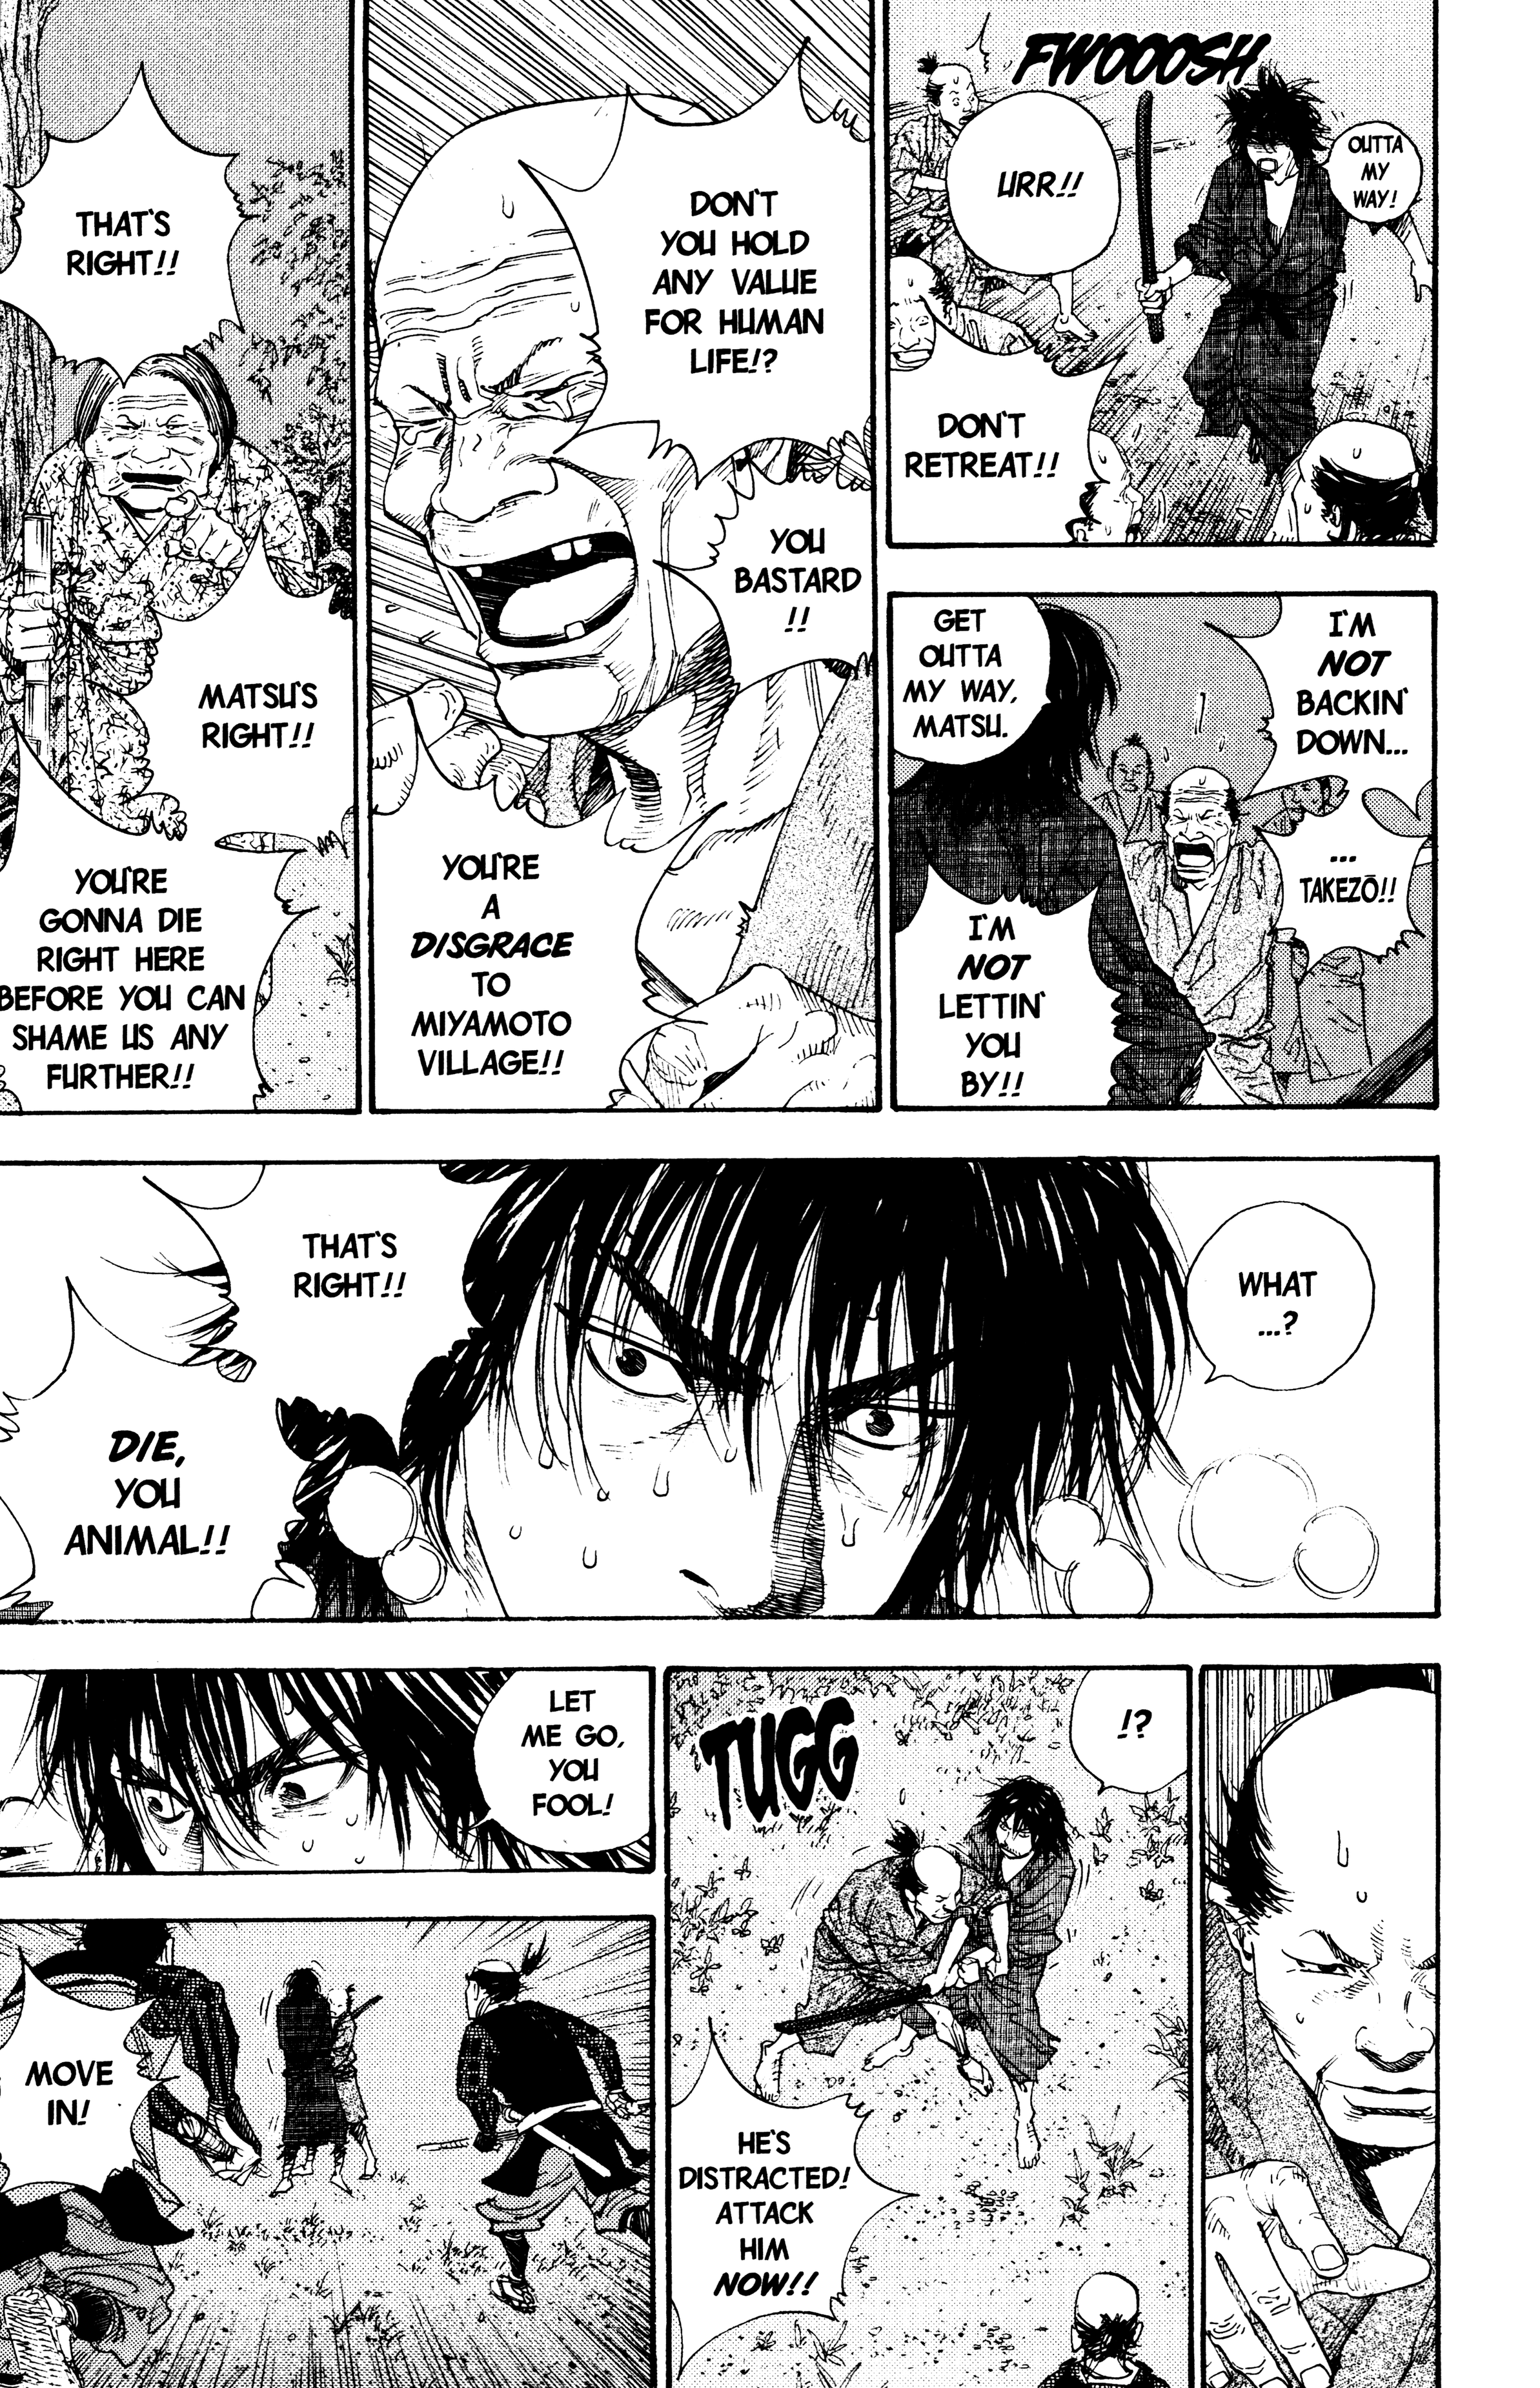 FWOOOSH
OUTTA
MY
WAY!
URR!!
DON'T
RETREAT!!
I'M
NOT
BACKIN'
DOWN...
...
TAKEZŌ!!
GET
OUTTA
MY WAY,
MATSU.
I'M
NOT
LETTIN'
YOU
BY!!
DON'T
YOU HOLD
ANY VALUE
FOR HUMAN
LIFE!?
YOU
BASTARD
!!
YOU'RE
A
DISGRACE
TO
MIYAMOTO
VILLAGE!!
THAT'S
RIGHT!!
MATSU'S
RIGHT!!
YOU'RE
GONNA DIE
RIGHT HERE
BEFORE YOU CAN
SHAME US ANY
FURTHER!!
WHAT
...?
THAT'S
RIGHT!!
DIE,
YOU
ANIMAL!!
!?
TUGG
HE'S
DISTRACTED!
ATTACK
HIM
NOW!!
LET
ME GO,
YOU
FOOL!
MOVE
IN!